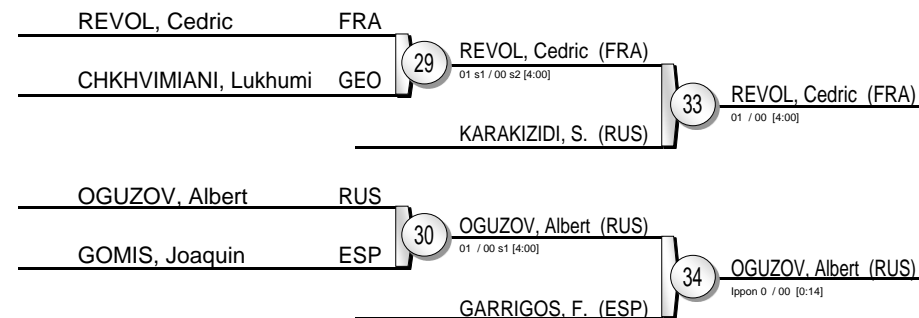 REVOL, Cedric FRA
CHKHVIMIANI, Lukhumi GEO
29
REVOL, Cedric (FRA)
01 s1 / 00 s2 [4:00]
KARAKIZIDI, S. (RUS)
33
REVOL, Cedric (FRA)
01 / 00 [4:00]
OGUZOV, Albert RUS
GOMIS, Joaquin ESP
30
OGUZOV, Albert (RUS)
01 / 00 s1 [4:00]
GARRIGOS, F. (ESP)
34
OGUZOV, Albert (RUS)
Ippon 0 / 00 [0:14]